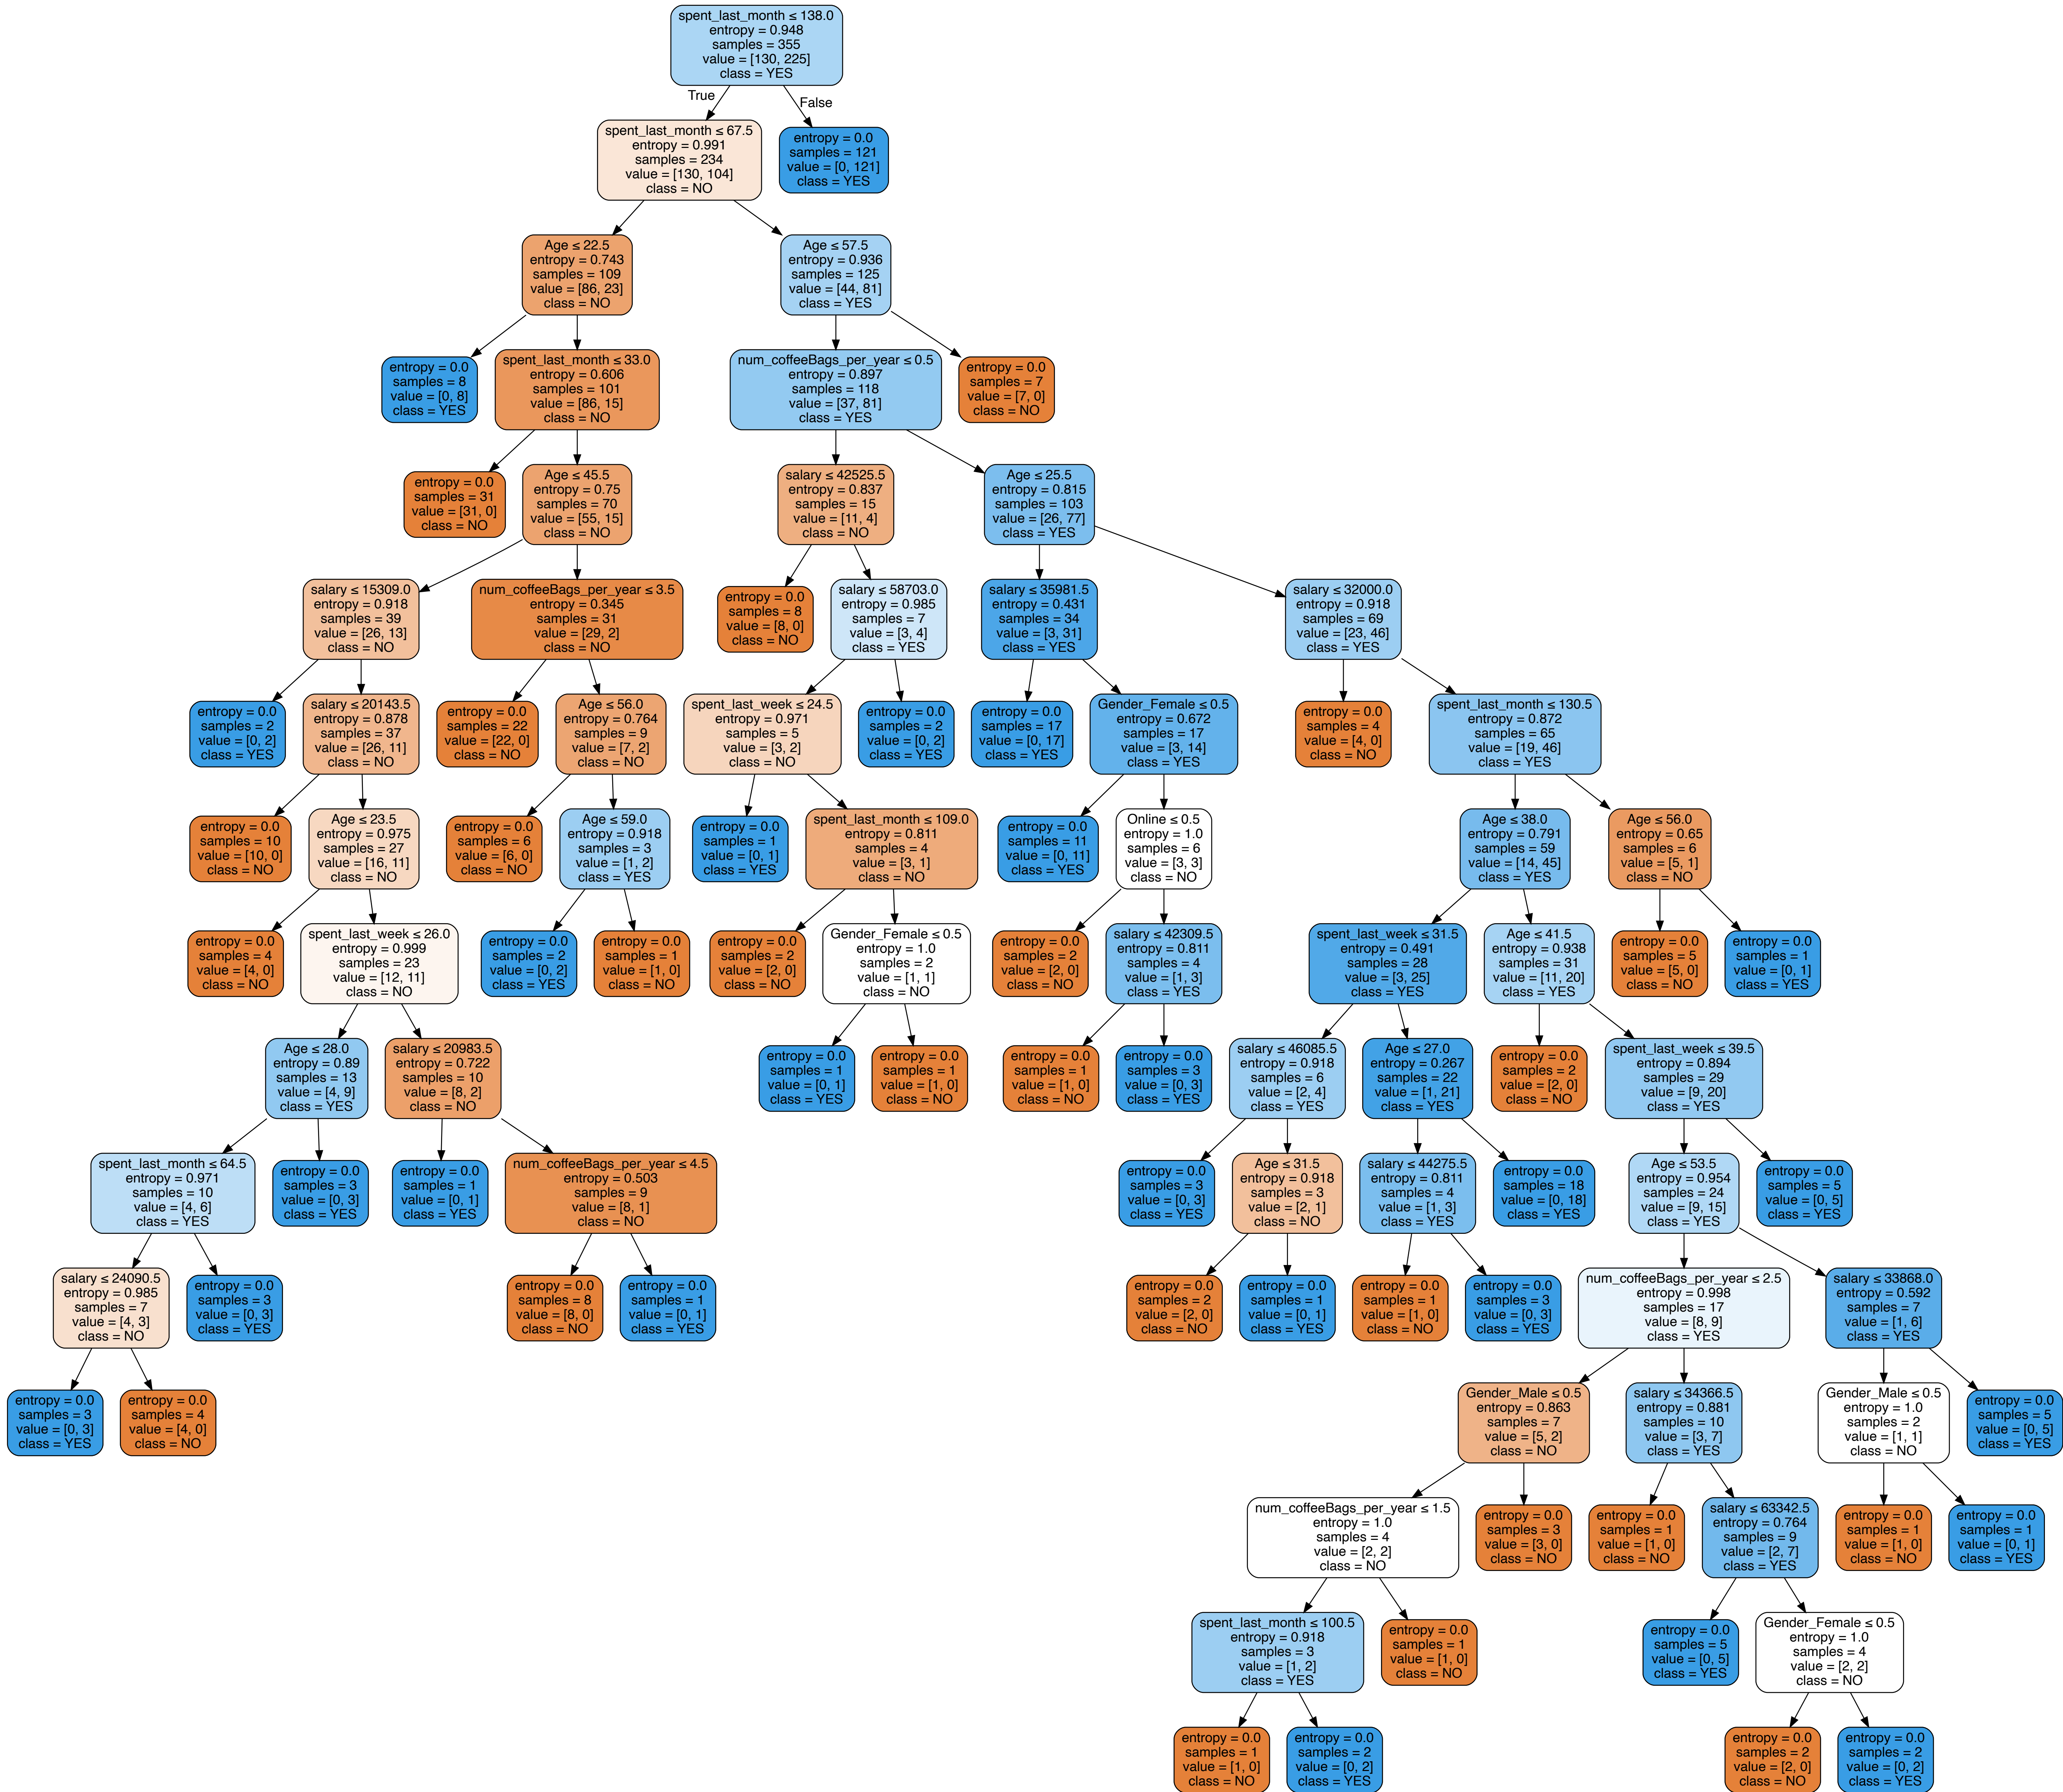 spent_last_month ≤ 138.0
entropy = 0.948
samples = 355
value = [130, 225]
class = YES
True
False
spent_last_month ≤ 67.5
entropy = 0.991
samples = 234
value = [130, 104]
class = NO
entropy = 0.0
samples = 121
value = [0, 121]
class = YES
Age ≤ 22.5
entropy = 0.743
samples = 109
value = [86, 23]
class = NO
Age ≤ 57.5
entropy = 0.936
samples = 125
value = [44, 81]
class = YES
entropy = 0.0
samples = 8
value = [0, 8]
class = YES
spent_last_month ≤ 33.0
entropy = 0.606
samples = 101
value = [86, 15]
class = NO
num_coffeeBags_per_year ≤ 0.5
entropy = 0.897
samples = 118
value = [37, 81]
class = YES
entropy = 0.0
samples = 7
value = [7, 0]
class = NO
entropy = 0.0
samples = 31
value = [31, 0]
class = NO
Age ≤ 45.5
entropy = 0.75
samples = 70
value = [55, 15]
class = NO
salary ≤ 42525.5
entropy = 0.837
samples = 15
value = [11, 4]
class = NO
Age ≤ 25.5
entropy = 0.815
samples = 103
value = [26, 77]
class = YES
salary ≤ 15309.0
entropy = 0.918
samples = 39
value = [26, 13]
class = NO
num_coffeeBags_per_year ≤ 3.5
entropy = 0.345
samples = 31
value = [29, 2]
class = NO
entropy = 0.0
samples = 8
value = [8, 0]
class = NO
salary ≤ 58703.0
entropy = 0.985
samples = 7
value = [3, 4]
class = YES
salary ≤ 35981.5
entropy = 0.431
samples = 34
value = [3, 31]
class = YES
salary ≤ 32000.0
entropy = 0.918
samples = 69
value = [23, 46]
class = YES
entropy = 0.0
samples = 2
value = [0, 2]
class = YES
salary ≤ 20143.5
entropy = 0.878
samples = 37
value = [26, 11]
class = NO
entropy = 0.0
samples = 22
value = [22, 0]
class = NO
Age ≤ 56.0
entropy = 0.764
samples = 9
value = [7, 2]
class = NO
spent_last_week ≤ 24.5
entropy = 0.971
samples = 5
value = [3, 2]
class = NO
entropy = 0.0
samples = 2
value = [0, 2]
class = YES
entropy = 0.0
samples = 17
value = [0, 17]
class = YES
Gender_Female ≤ 0.5
entropy = 0.672
samples = 17
value = [3, 14]
class = YES
entropy = 0.0
samples = 4
value = [4, 0]
class = NO
spent_last_month ≤ 130.5
entropy = 0.872
samples = 65
value = [19, 46]
class = YES
entropy = 0.0
samples = 10
value = [10, 0]
class = NO
Age ≤ 23.5
entropy = 0.975
samples = 27
value = [16, 11]
class = NO
entropy = 0.0
samples = 6
value = [6, 0]
class = NO
Age ≤ 59.0
entropy = 0.918
samples = 3
value = [1, 2]
class = YES
entropy = 0.0
samples = 1
value = [0, 1]
class = YES
spent_last_month ≤ 109.0
entropy = 0.811
samples = 4
value = [3, 1]
class = NO
entropy = 0.0
samples = 11
value = [0, 11]
class = YES
Online ≤ 0.5
entropy = 1.0
samples = 6
value = [3, 3]
class = NO
Age ≤ 38.0
entropy = 0.791
samples = 59
value = [14, 45]
class = YES
Age ≤ 56.0
entropy = 0.65
samples = 6
value = [5, 1]
class = NO
entropy = 0.0
samples = 4
value = [4, 0]
class = NO
spent_last_week ≤ 26.0
entropy = 0.999
samples = 23
value = [12, 11]
class = NO
entropy = 0.0
samples = 2
value = [0, 2]
class = YES
entropy = 0.0
samples = 1
value = [1, 0]
class = NO
entropy = 0.0
samples = 2
value = [2, 0]
class = NO
Gender_Female ≤ 0.5
entropy = 1.0
samples = 2
value = [1, 1]
class = NO
entropy = 0.0
samples = 2
value = [2, 0]
class = NO
salary ≤ 42309.5
entropy = 0.811
samples = 4
value = [1, 3]
class = YES
spent_last_week ≤ 31.5
entropy = 0.491
samples = 28
value = [3, 25]
class = YES
Age ≤ 41.5
entropy = 0.938
samples = 31
value = [11, 20]
class = YES
entropy = 0.0
samples = 5
value = [5, 0]
class = NO
entropy = 0.0
samples = 1
value = [0, 1]
class = YES
Age ≤ 28.0
entropy = 0.89
samples = 13
value = [4, 9]
class = YES
salary ≤ 20983.5
entropy = 0.722
samples = 10
value = [8, 2]
class = NO
entropy = 0.0
samples = 1
value = [0, 1]
class = YES
entropy = 0.0
samples = 1
value = [1, 0]
class = NO
entropy = 0.0
samples = 1
value = [1, 0]
class = NO
entropy = 0.0
samples = 3
value = [0, 3]
class = YES
salary ≤ 46085.5
entropy = 0.918
samples = 6
value = [2, 4]
class = YES
Age ≤ 27.0
entropy = 0.267
samples = 22
value = [1, 21]
class = YES
entropy = 0.0
samples = 2
value = [2, 0]
class = NO
spent_last_week ≤ 39.5
entropy = 0.894
samples = 29
value = [9, 20]
class = YES
spent_last_month ≤ 64.5
entropy = 0.971
samples = 10
value = [4, 6]
class = YES
entropy = 0.0
samples = 3
value = [0, 3]
class = YES
entropy = 0.0
samples = 1
value = [0, 1]
class = YES
num_coffeeBags_per_year ≤ 4.5
entropy = 0.503
samples = 9
value = [8, 1]
class = NO
entropy = 0.0
samples = 3
value = [0, 3]
class = YES
Age ≤ 31.5
entropy = 0.918
samples = 3
value = [2, 1]
class = NO
salary ≤ 44275.5
entropy = 0.811
samples = 4
value = [1, 3]
class = YES
entropy = 0.0
samples = 18
value = [0, 18]
class = YES
Age ≤ 53.5
entropy = 0.954
samples = 24
value = [9, 15]
class = YES
entropy = 0.0
samples = 5
value = [0, 5]
class = YES
salary ≤ 24090.5
entropy = 0.985
samples = 7
value = [4, 3]
class = NO
entropy = 0.0
samples = 3
value = [0, 3]
class = YES
entropy = 0.0
samples = 8
value = [8, 0]
class = NO
entropy = 0.0
samples = 1
value = [0, 1]
class = YES
entropy = 0.0
samples = 2
value = [2, 0]
class = NO
entropy = 0.0
samples = 1
value = [0, 1]
class = YES
entropy = 0.0
samples = 1
value = [1, 0]
class = NO
entropy = 0.0
samples = 3
value = [0, 3]
class = YES
num_coffeeBags_per_year ≤ 2.5
entropy = 0.998
samples = 17
value = [8, 9]
class = YES
salary ≤ 33868.0
entropy = 0.592
samples = 7
value = [1, 6]
class = YES
entropy = 0.0
samples = 3
value = [0, 3]
class = YES
entropy = 0.0
samples = 4
value = [4, 0]
class = NO
Gender_Male ≤ 0.5
entropy = 0.863
samples = 7
value = [5, 2]
class = NO
salary ≤ 34366.5
entropy = 0.881
samples = 10
value = [3, 7]
class = YES
Gender_Male ≤ 0.5
entropy = 1.0
samples = 2
value = [1, 1]
class = NO
entropy = 0.0
samples = 5
value = [0, 5]
class = YES
num_coffeeBags_per_year ≤ 1.5
entropy = 1.0
samples = 4
value = [2, 2]
class = NO
entropy = 0.0
samples = 3
value = [3, 0]
class = NO
entropy = 0.0
samples = 1
value = [1, 0]
class = NO
salary ≤ 63342.5
entropy = 0.764
samples = 9
value = [2, 7]
class = YES
entropy = 0.0
samples = 1
value = [1, 0]
class = NO
entropy = 0.0
samples = 1
value = [0, 1]
class = YES
spent_last_month ≤ 100.5
entropy = 0.918
samples = 3
value = [1, 2]
class = YES
entropy = 0.0
samples = 1
value = [1, 0]
class = NO
entropy = 0.0
samples = 5
value = [0, 5]
class = YES
Gender_Female ≤ 0.5
entropy = 1.0
samples = 4
value = [2, 2]
class = NO
entropy = 0.0
samples = 1
value = [1, 0]
class = NO
entropy = 0.0
samples = 2
value = [0, 2]
class = YES
entropy = 0.0
samples = 2
value = [2, 0]
class = NO
entropy = 0.0
samples = 2
value = [0, 2]
class = YES